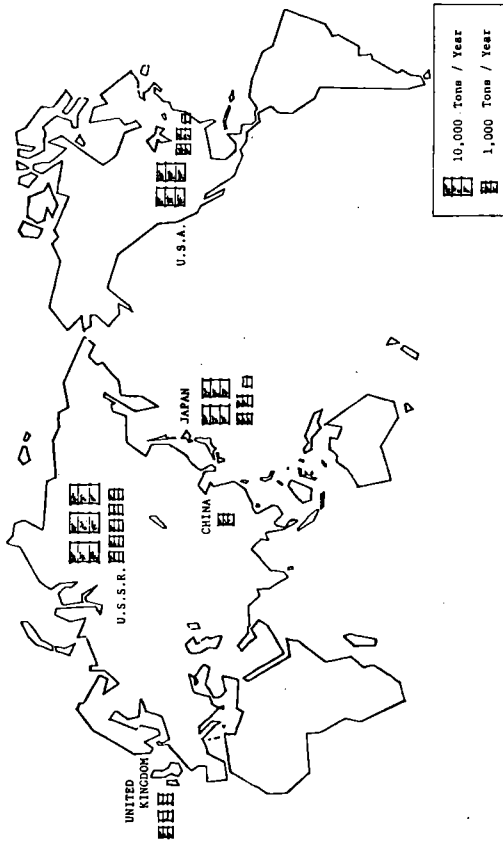 UNITED
KINGDOM
U.S.S.R.
CHINA
JAPAN
U.S.A.
10,000 Tons / Year
1,000 Tons / Year